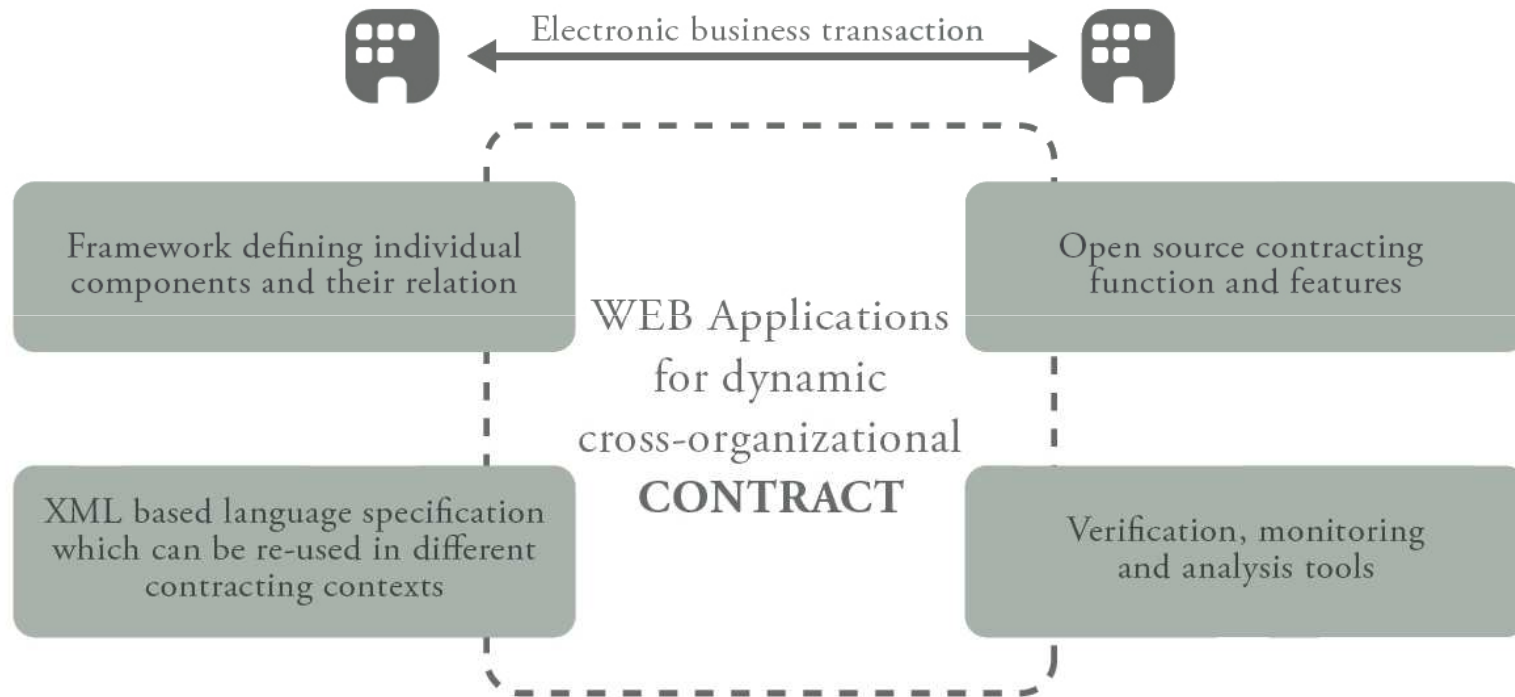 Electronic business transaction
Framework defining individual
components and their relation
Open source contracting
function and features
WEB Applications
for dynamic
cross-organizational
CONTRACT
XML based language specification
which can be re-used in different
contracting contexts
Verification, monitoring
and analysis tools